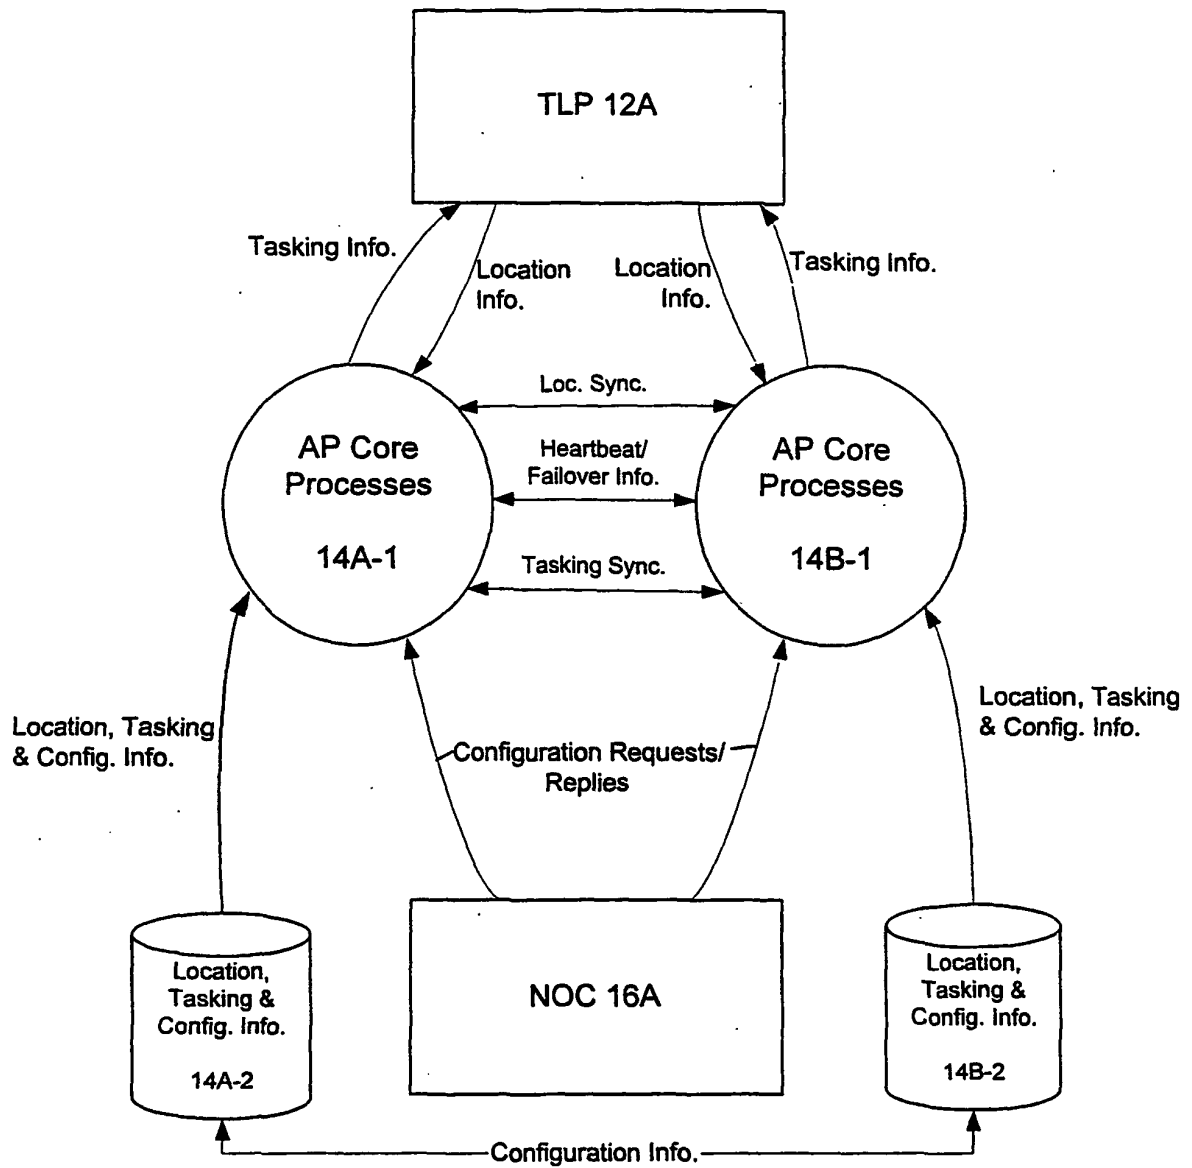 TLP 12A
Tasking Info.
Location
Info.
Location
Info.
Tasking Info.
Loc. Sync.
AP Core
Processes
14A-1
Heartbeat/
Failover Info.
AP Core
Processes
14B-1
Tasking Sync.
Location, Tasking
& Config. Info.
Configuration Requests/
Replies
Location, Tasking
& Config. Info.
Location,
Tasking &
Config. Info.
14A-2
NOC 16A
Location,
Tasking &
Config. Info.
14B-2
Configuration Info.